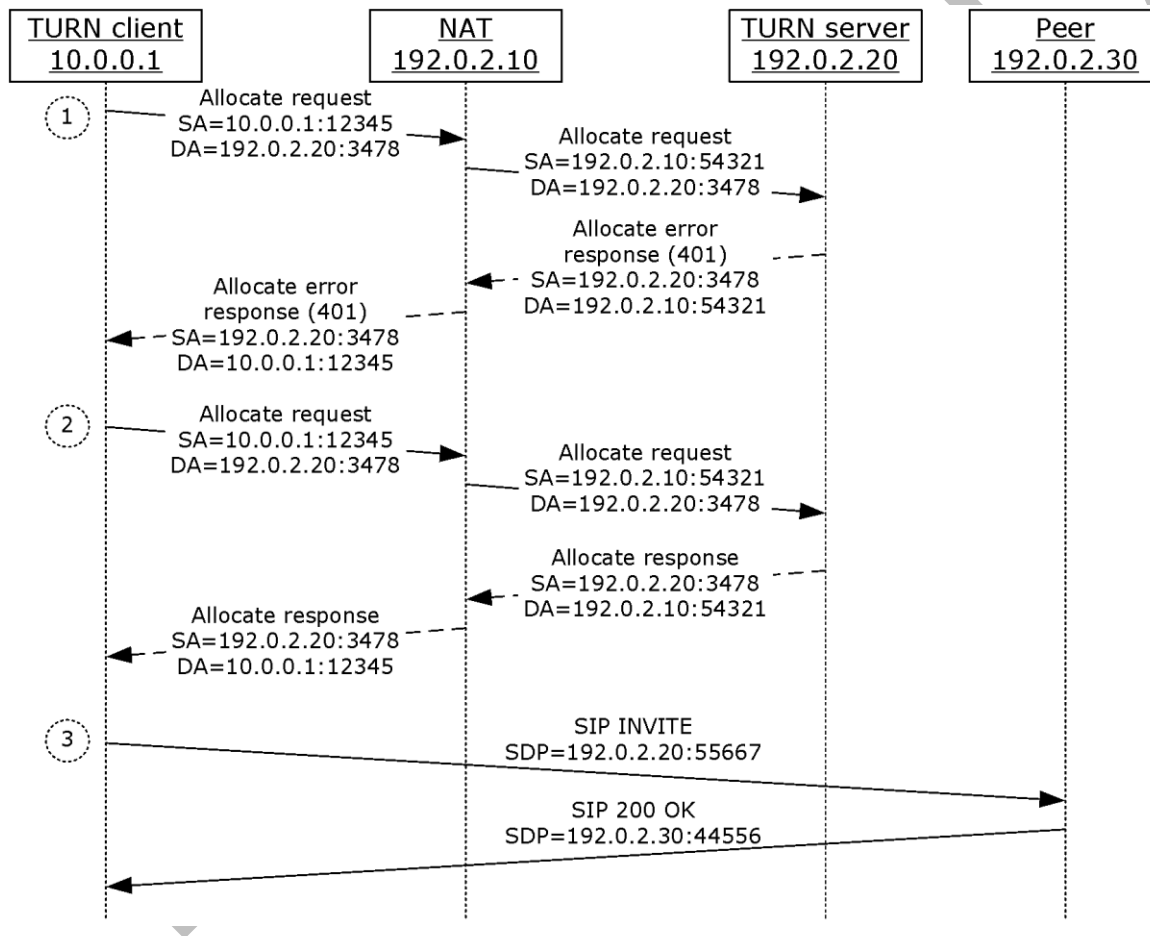 TURN client
10.0.0.1
NAT
192.0.2.10
TURN server
192.0.2.20
Peer
192.0.2.30
1
Allocate request
SA=10.0.0.1:12345
DA=192.0.2.20:3478
Allocate request
SA=192.0.2.10:54321
DA=192.0.2.20:3478
Allocate error
response (401)
SA=192.0.2.20:3478
DA=192.0.2.10:54321
Allocate error
response (401)
SA=192.0.2.20:3478
DA=10.0.0.1:12345
2
Allocate request
SA=10.0.0.1:12345
DA=192.0.2.20:3478
Allocate request
SA=192.0.2.10:54321
DA=192.0.2.20:3478
Allocate response
SA=192.0.2.20:3478
DA=192.0.2.10:54321
Allocate response
SA=192.0.2.20:3478
DA=10.0.0.1:12345
3
SIP INVITE
SDP=192.0.2.20:55667
SIP 200 OK
SDP=192.0.2.30:44556